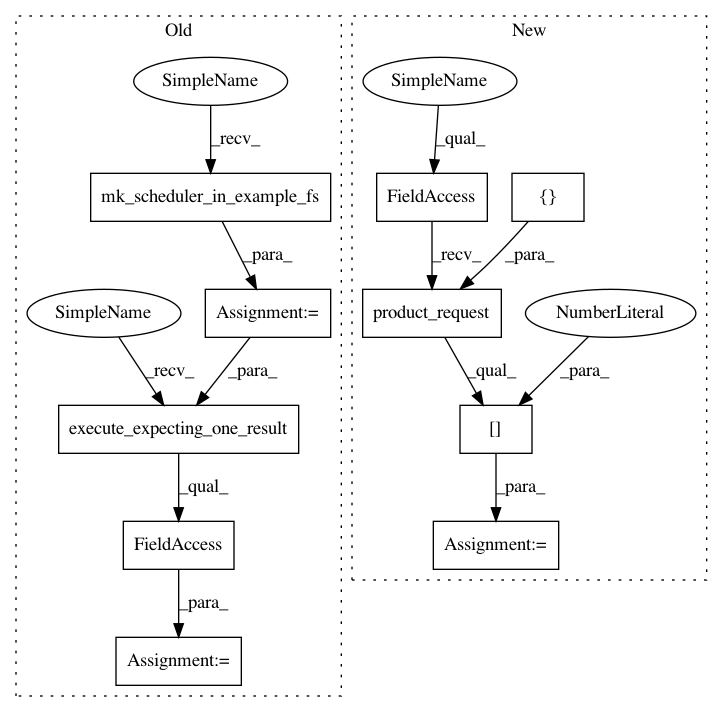 Old
New
SimpleName
SimpleName
_recv_
_qual_
mk_scheduler_in_example_fs
FieldAccess
{}
_para_
_recv_
_para_
SimpleName
Assignment:=
product_request
NumberLiteral
_recv_
_para_
_qual_
_para_
execute_expecting_one_result
[]
_qual_
_para_
FieldAccess
Assignment:=
_para_
Assignment:=